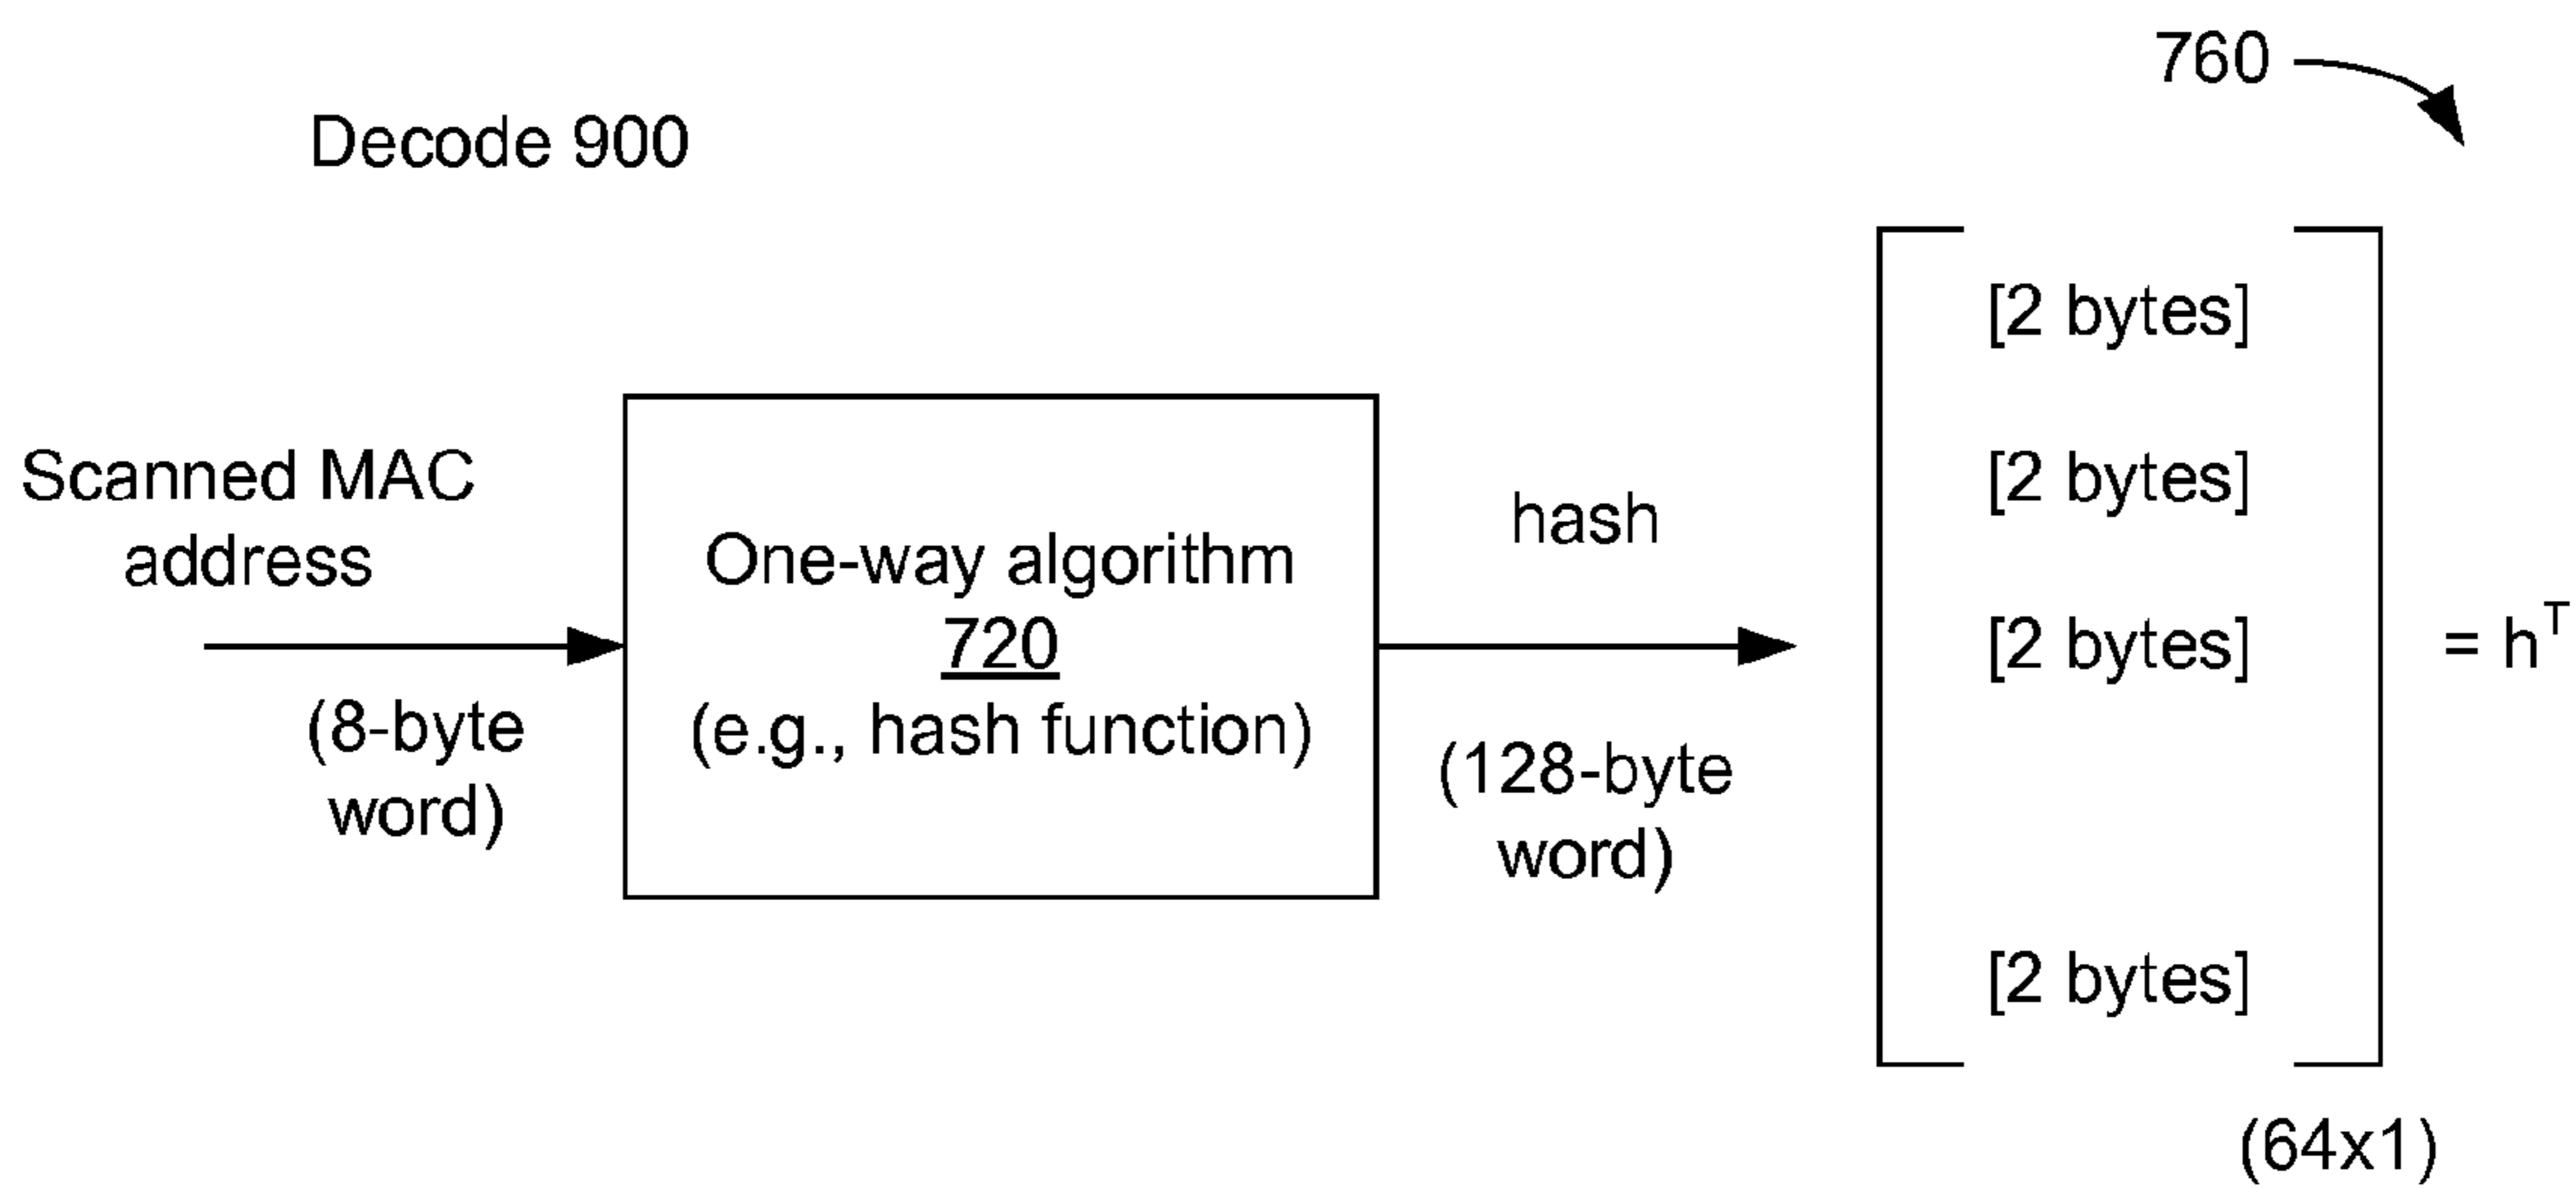 760
Decode 900
Scanned MAC
address
(8-byte
word)
One-way algorithm
720
(e.g., hash function)
hash
(128-byte
word)
[2 bytes]
[2 bytes]
[2 bytes]
[2 bytes]
= hᵀ
(64x1)